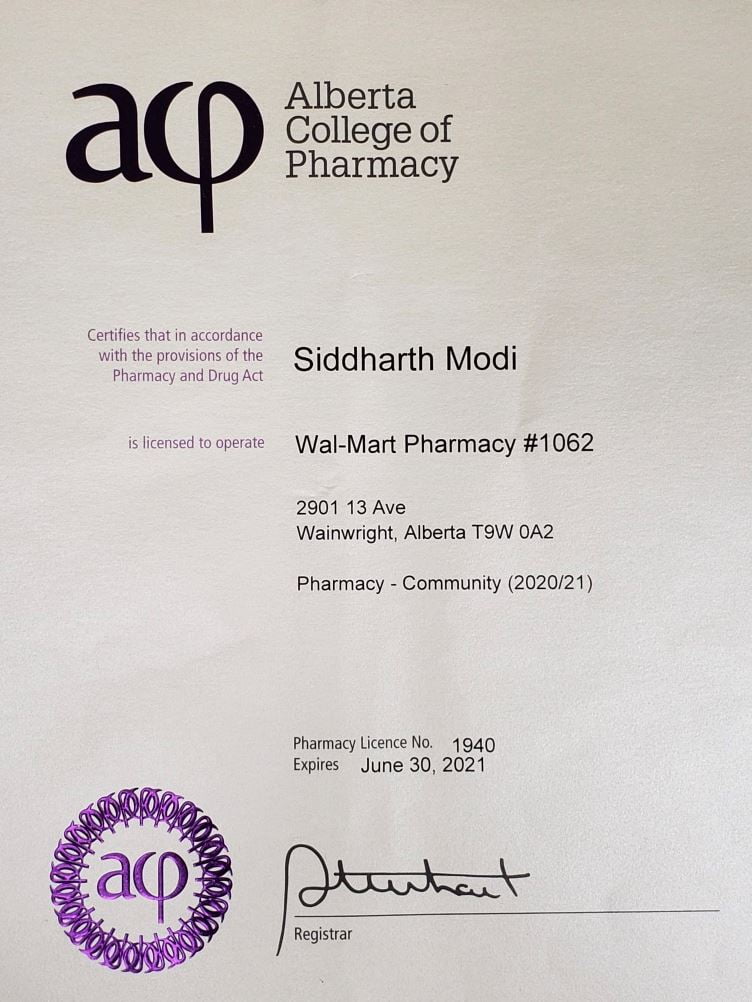 acp
Alberta
College of
Pharmacy
Certifies that in accordance
with the provisions of the
Pharmacy and Drug Act
Siddharth Modi
is licensed to operate
Wal-Mart Pharmacy #1062
2901 13 Ave
Wainwright, Alberta T9W 0A2
Pharmacy - Community (2020/21)
Pharmacy Licence No. 1940
Expires June 30, 2021
acp
Registrar